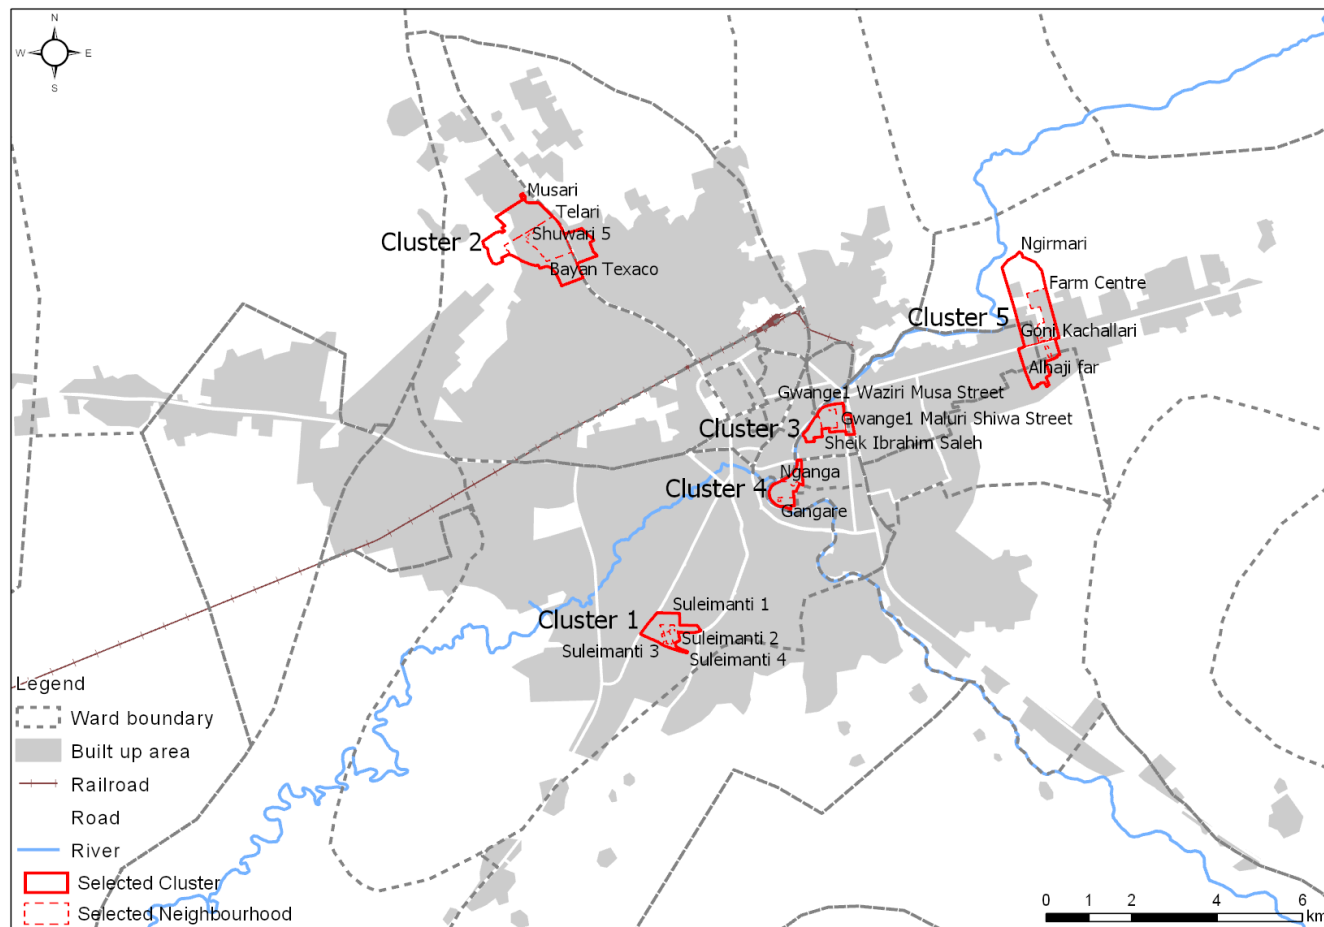 N
W E
S
Musari
Telari
Cluster 2
Shuwari 5
Bayan Texaco
Ngirmari
Farm Centre
Cluster 5
Goni Kachallari
Alhaji far
Gwange1 Waziri Musa Street
Gwange1 Maluri Shiwa Street
Cluster 3
Sheik Ibrahim Saleh
Nganga
Cluster 4
Gangare
Suleimanti 1
Cluster 1
Suleimanti 2
Suleimanti 3
Suleimanti 4
Legend
Ward boundary
Built up area
Railroad
Road
River
Selected Cluster
Selected Neighbourhood
0 1 2 4 6
km